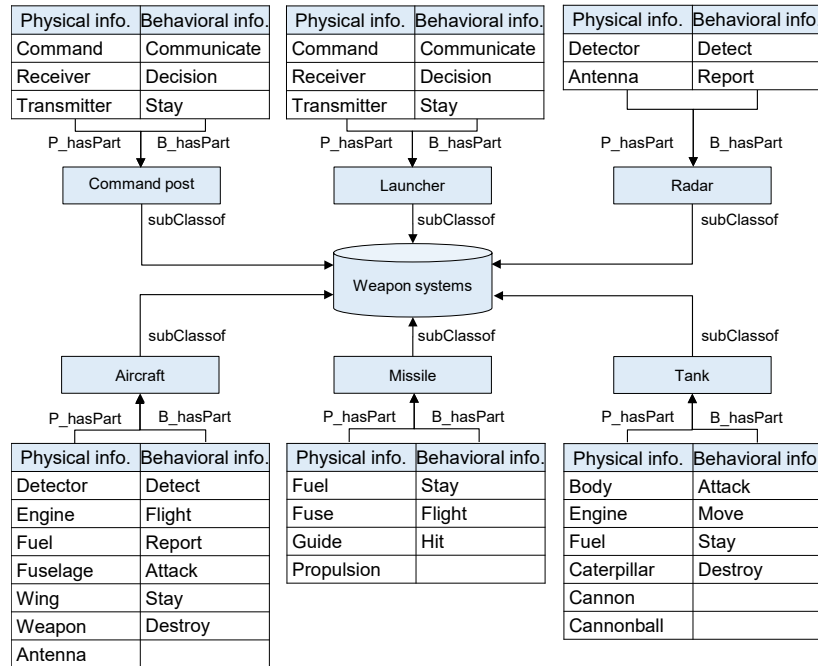 Physical info. Behavioral info.
Command Communicate
Receiver Decision
Transmitter Stay
P_hasPart B_hasPart
Command post
subClassof
Physical info. Behavioral info.
Command Communicate
Receiver Decision
Transmitter Stay
P_hasPart B_hasPart
Launcher
subClassof
Physical info. Behavioral info.
Detector Detect
Antenna Report
P_hasPart B_hasPart
Radar
subClassof
Weapon systems
subClassof
Aircraft
P_hasPart B_hasPart
Physical info. Behavioral info.
Detector Detect
Engine Flight
Fuel Report
Fuselage Attack
Wing Stay
Weapon Destroy
Antenna
subClassof
Missile
P_hasPart B_hasPart
Physical info. Behavioral info.
Fuel Stay
Fuse Flight
Guide Hit
Propulsion
subClassof
Tank
P_hasPart B_hasPart
Physical info. Behavioral info.
Body Attack
Engine Move
Fuel Stay
Caterpillar Destroy
Cannon
Cannonball